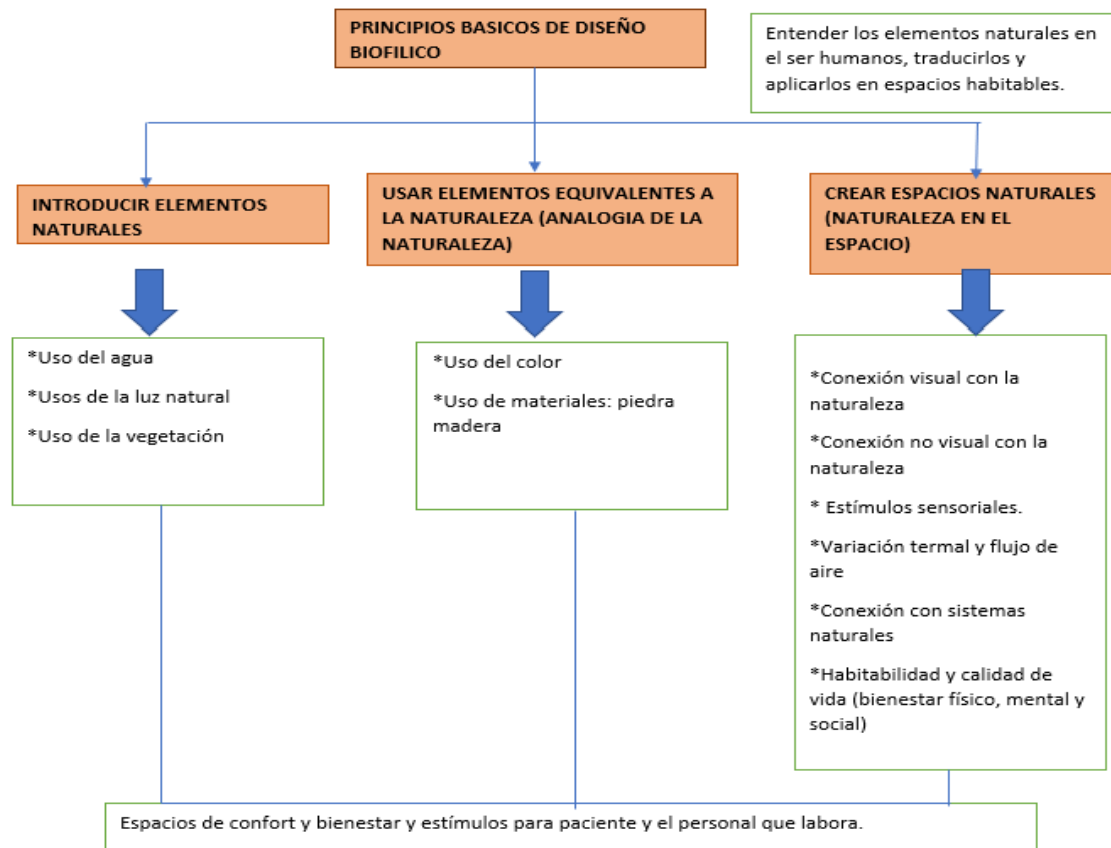 PRINCIPIOS BASICOS DE DISEÑO
BIOFILICO
Entender los elementos naturales en
el ser humanos, traducirlos y
aplicarlos en espacios habitables.
INTRODUCIR ELEMENTOS
NATURALES
USAR ELEMENTOS EQUIVALENTES A
LA NATURALEZA (ANALOGIA DE LA
NATURALEZA)
CREAR ESPACIOS NATURALES
(NATURALEZA EN EL
ESPACIO)
*Uso del agua
*Usos de la luz natural
*Uso de la vegetación
*Uso del color
*Uso de materiales: piedra
madera
*Conexión visual con la
naturaleza
*Conexión no visual con la
naturaleza
* Estímulos sensoriales.
*Variación termal y flujo de
aire
*Conexión con sistemas
naturales
*Habitabilidad y calidad de
vida (bienestar físico, mental y
social)
Espacios de confort y bienestar y estímulos para paciente y el personal que labora.